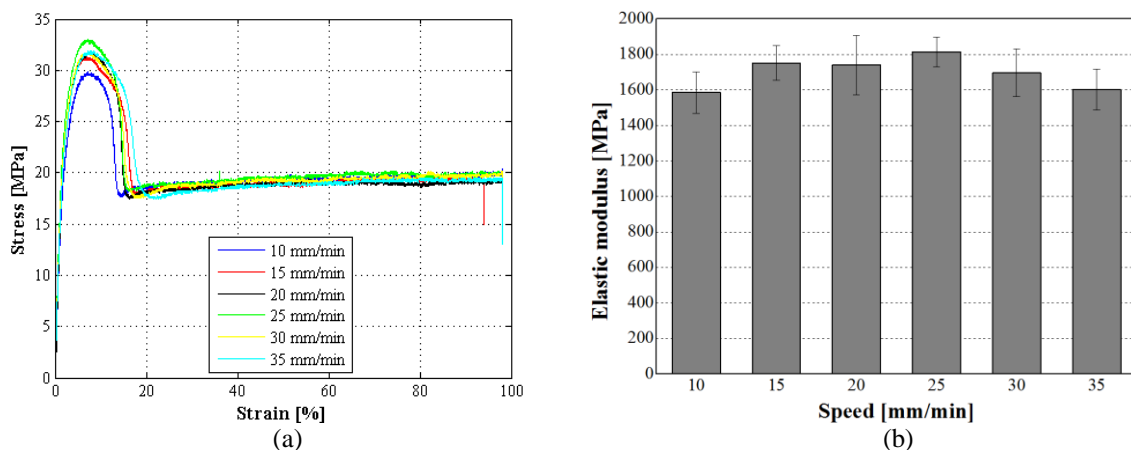 35
30
25
20
15
10
5
0
Stress [MPa]
10 mm/min
15 mm/min
20 mm/min
25 mm/min
30 mm/min
35 mm/min
0 20 40 60 80 100
Strain [%]
(a)
2000
1800
1600
1400
1200
1000
800
600
400
200
0
Elastic modulus [MPa]
10 15 20 25 30 35
Speed [mm/min]
(b)